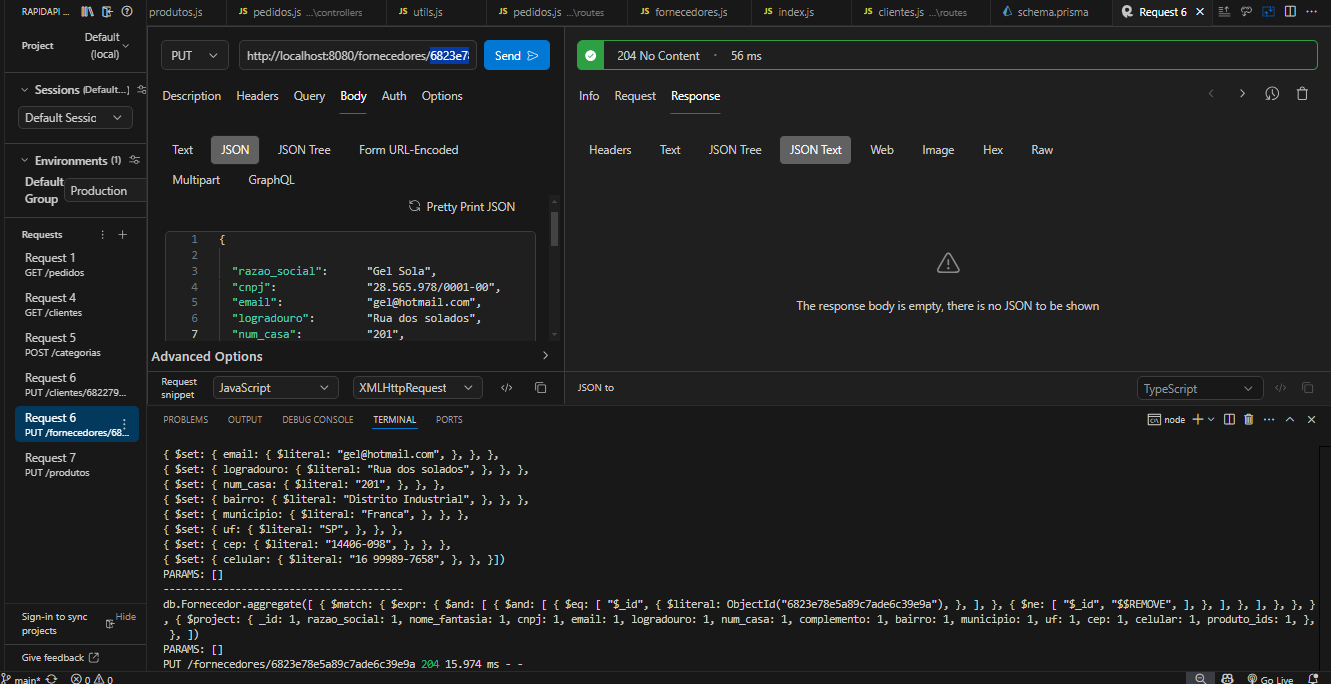 RAPIDAPI ...
produtos.js
JS pedidos.js ...\controllers
JS utils.js
JS pedidos.js ...\routes
JS fornecedores.js
JS index.js
JS clientes.js ...\routes
schema.prisma
Request 6
Project
Default
(local)
Sessions (Default...)
Default Sessic
Environments (1)
Default
Group
Production
Requests
Request 1
GET /pedidos
Request 4
GET /clientes
Request 5
POST /categorias
Request 6
PUT /clientes/682279...
Request 6
PUT /fornecedores/68...
Request 7
PUT /produtos
Sign-in to sync
projects
Hide
Give feedback
PUT
http://localhost:8080/fornecedores/6823e78
Send
Description
Headers
Query
Body
Auth
Options
Text
JSON
JSON Tree
Form URL-Encoded
Multipart
GraphQL
Pretty Print JSON
1 {
2
3 "razao_social": "Gel Sola",
4 "cnpj": "28.565.978/0001-00",
5 "email": "gel@hotmail.com",
6 "logradouro": "Rua dos solados",
7 "num_casa": "201",
Advanced Options
Request
snippet
JavaScript
XMLHttpRequest
204 No Content · 56 ms
Info
Request
Response
Headers
Text
JSON Tree
JSON Text
Web
Image
Hex
Raw
The response body is empty, there is no JSON to be shown
JSON to
TypeScript
PROBLEMS
OUTPUT
DEBUG CONSOLE
TERMINAL
PORTS
node
{ $set: { email: { $literal: "gel@hotmail.com", }, }, },
{ $set: { logradouro: { $literal: "Rua dos solados", }, }, },
{ $set: { num_casa: { $literal: "201", }, }, },
{ $set: { bairro: { $literal: "Distrito Industrial", }, }, },
{ $set: { municipio: { $literal: "Franca", }, }, },
{ $set: { uf: { $literal: "SP", }, }, },
{ $set: { cep: { $literal: "14406-098", }, }, },
{ $set: { celular: { $literal: "16 99989-7658", }, }, }])
PARAMS: []
----------------------------------------
db.Fornecedor.aggregate([ { $match: { $expr: { $and: [ { $and: [ { $eq: [ "$_id", { $literal: ObjectId("6823e78e5a89c7ade6c39e9a"), }, ], }, { $ne: [ "$_id", "$$REMOVE", ], }, ], }, ], }, }, }
, { $project: { _id: 1, razao_social: 1, nome_fantasia: 1, cnpj: 1, email: 1, logradouro: 1, num_casa: 1, complemento: 1, bairro: 1, municipio: 1, uf: 1, cep: 1, celular: 1, produto_ids: 1, },
}, ])
PARAMS: []
PUT /fornecedores/6823e78e5a89c7ade6c39e9a 204 15.974 ms - -
main*
0
0
Go Live